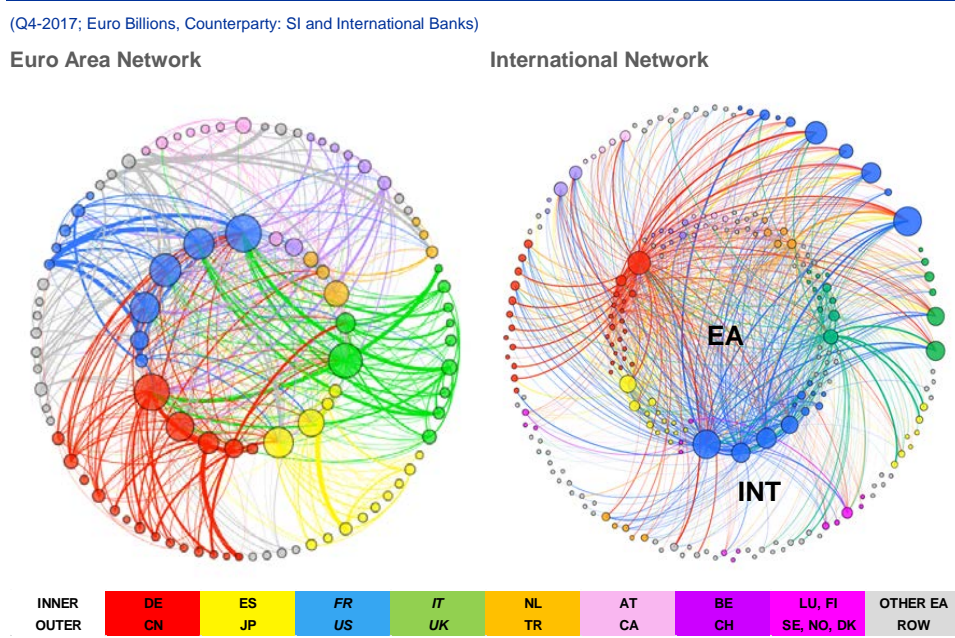 (Q4-2017; Euro Billions, Counterparty: SI and International Banks)
Euro Area Network
International Network
EA
INT
INNER DE ES FR IT NL AT BE LU, FI OTHER EA
OUTER CN JP US UK TR CA CH SE, NO, DK ROW